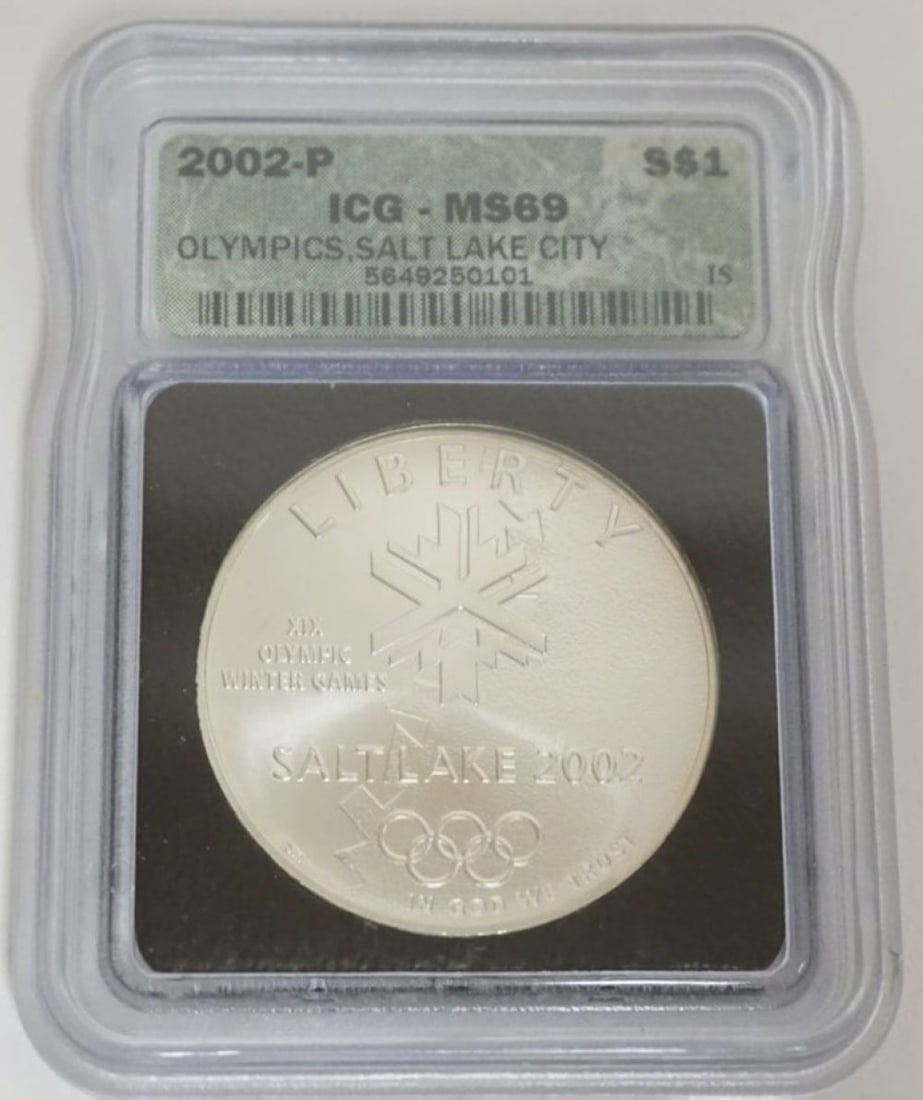 2002-P S$1
ICG - MS69
OLYMPICS,SALT LAKE CITY
5649250101 IS
LIBERTY
XIX
OLYMPIC
WINTER GAMES
SALT LAKE 2002
IN GOD WE TRUST